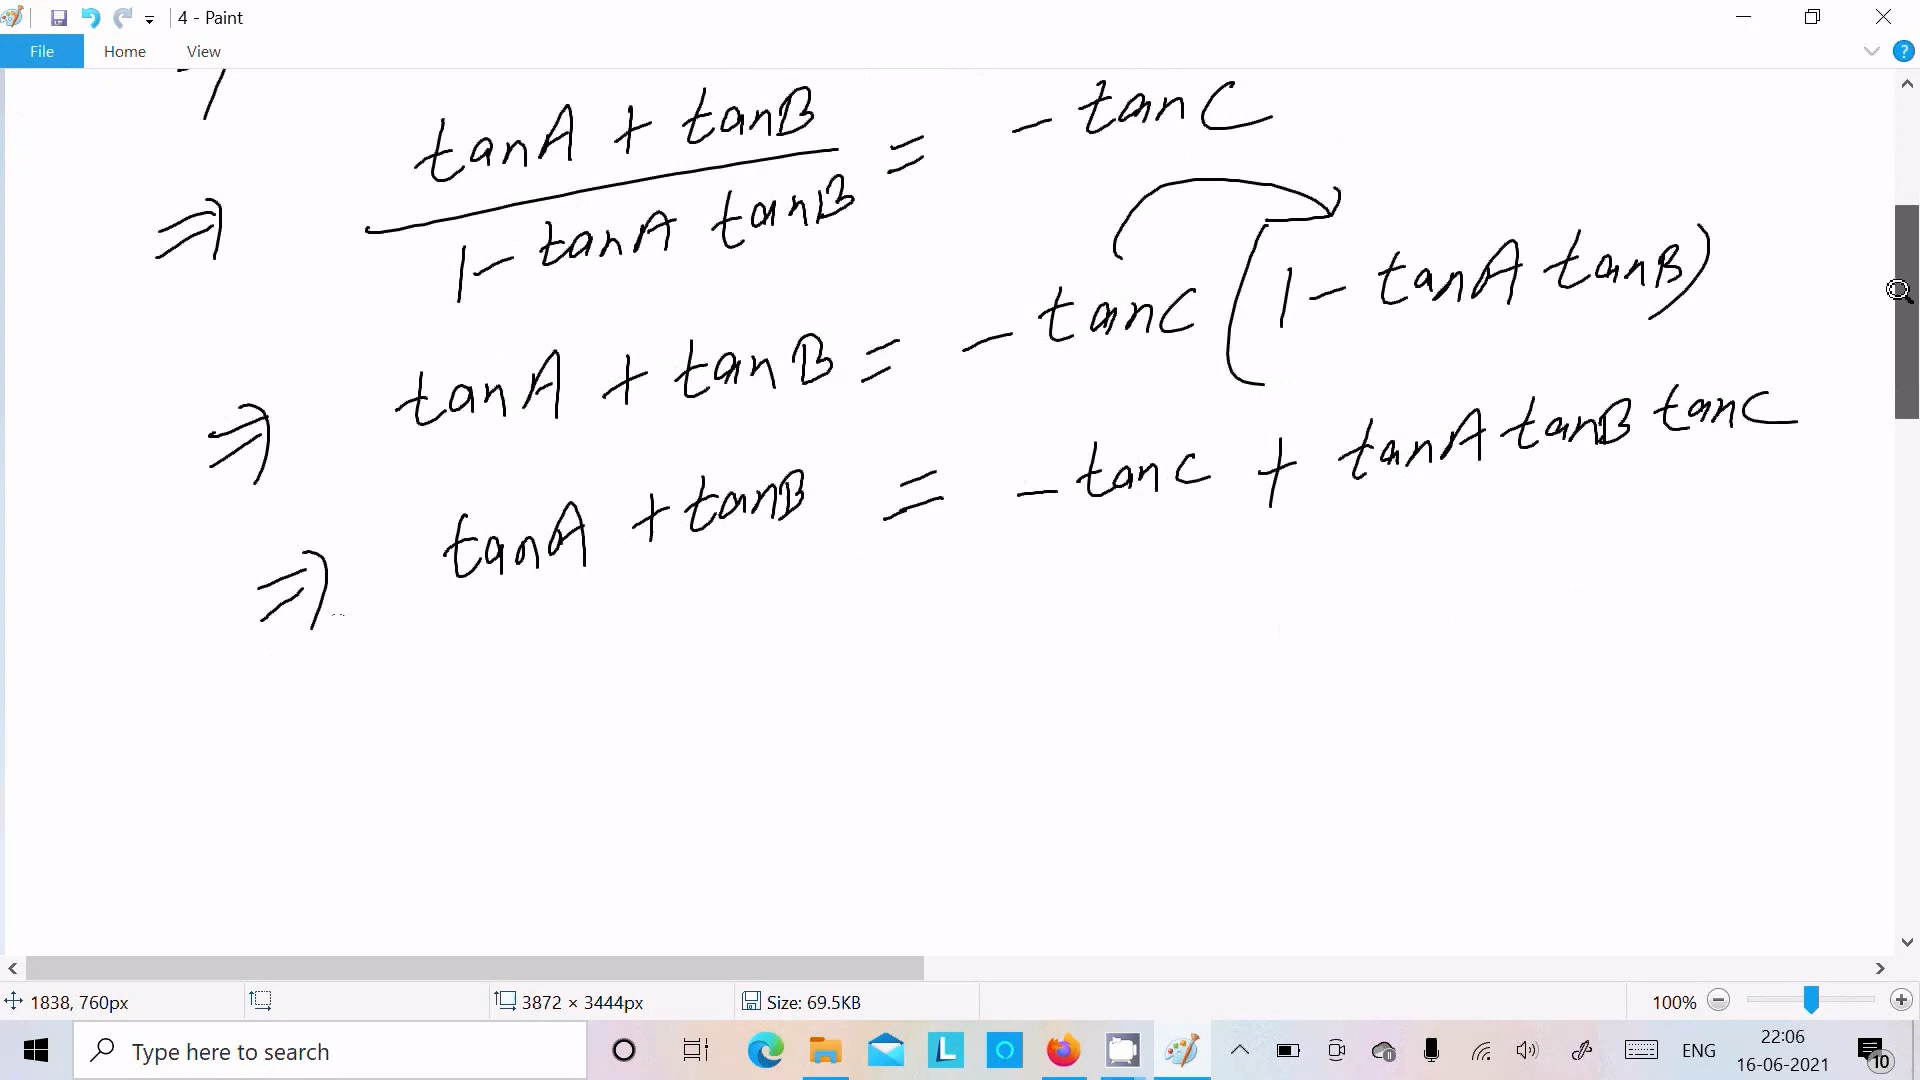 4 - Paint
File Home View
⇒ tanA + tanB / 1 - tanA tanB = - tanC
⇒ tanA + tanB = - tanC (1 - tanA tanB)
⇒ tanA + tanB = - tanC + tanA tanB tanC
1838, 760px 3872 × 3444px Size: 69.5KB 100%
Type here to search ENG 22:06
16-06-2021 10